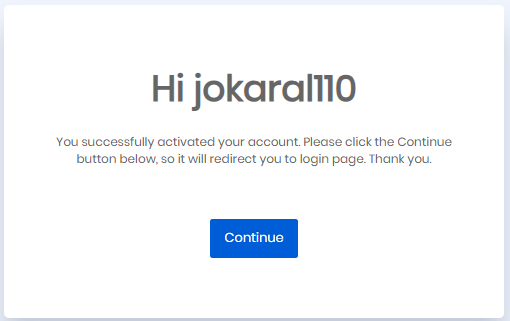 Hi jokaral110
You successfully activated your account. Please click the Continue
button below, so it will redirect you to login page. Thank you.
Continue